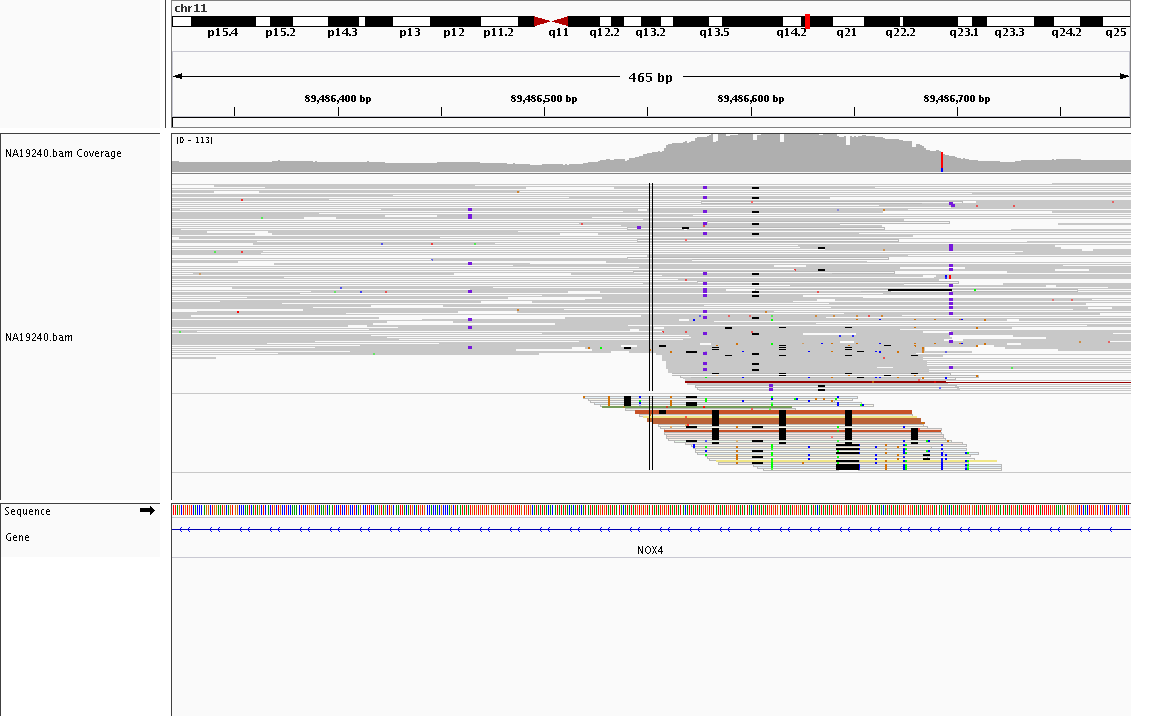 chr11
p15.4 p15.2 p14.3 p13 p12 p11.2 q11 q12.2 q13.2 q13.5 q14.2 q21 q22.2 q23.1 q23.3 q24.2 q25
465 bp
89,486,400 bp 89,486,500 bp 89,486,600 bp 89,486,700 bp
[0 - 113]
NA19240.bam Coverage
NA19240.bam
Sequence
Gene
NOX4